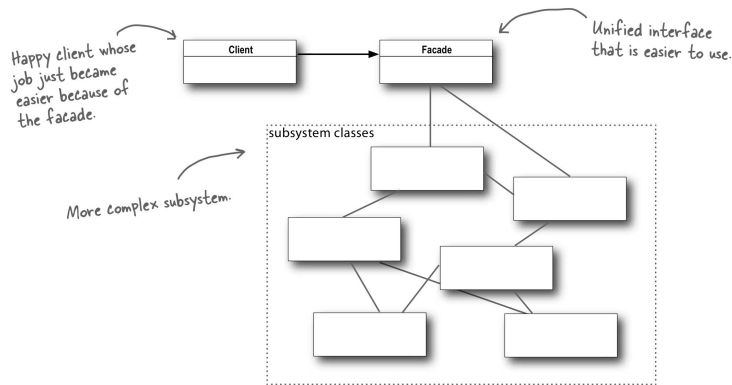 Happy client whose
job just became
easier because of
the facade.
Client
Facade
Unified interface
that is easier to use.
subsystem classes
More complex subsystem.